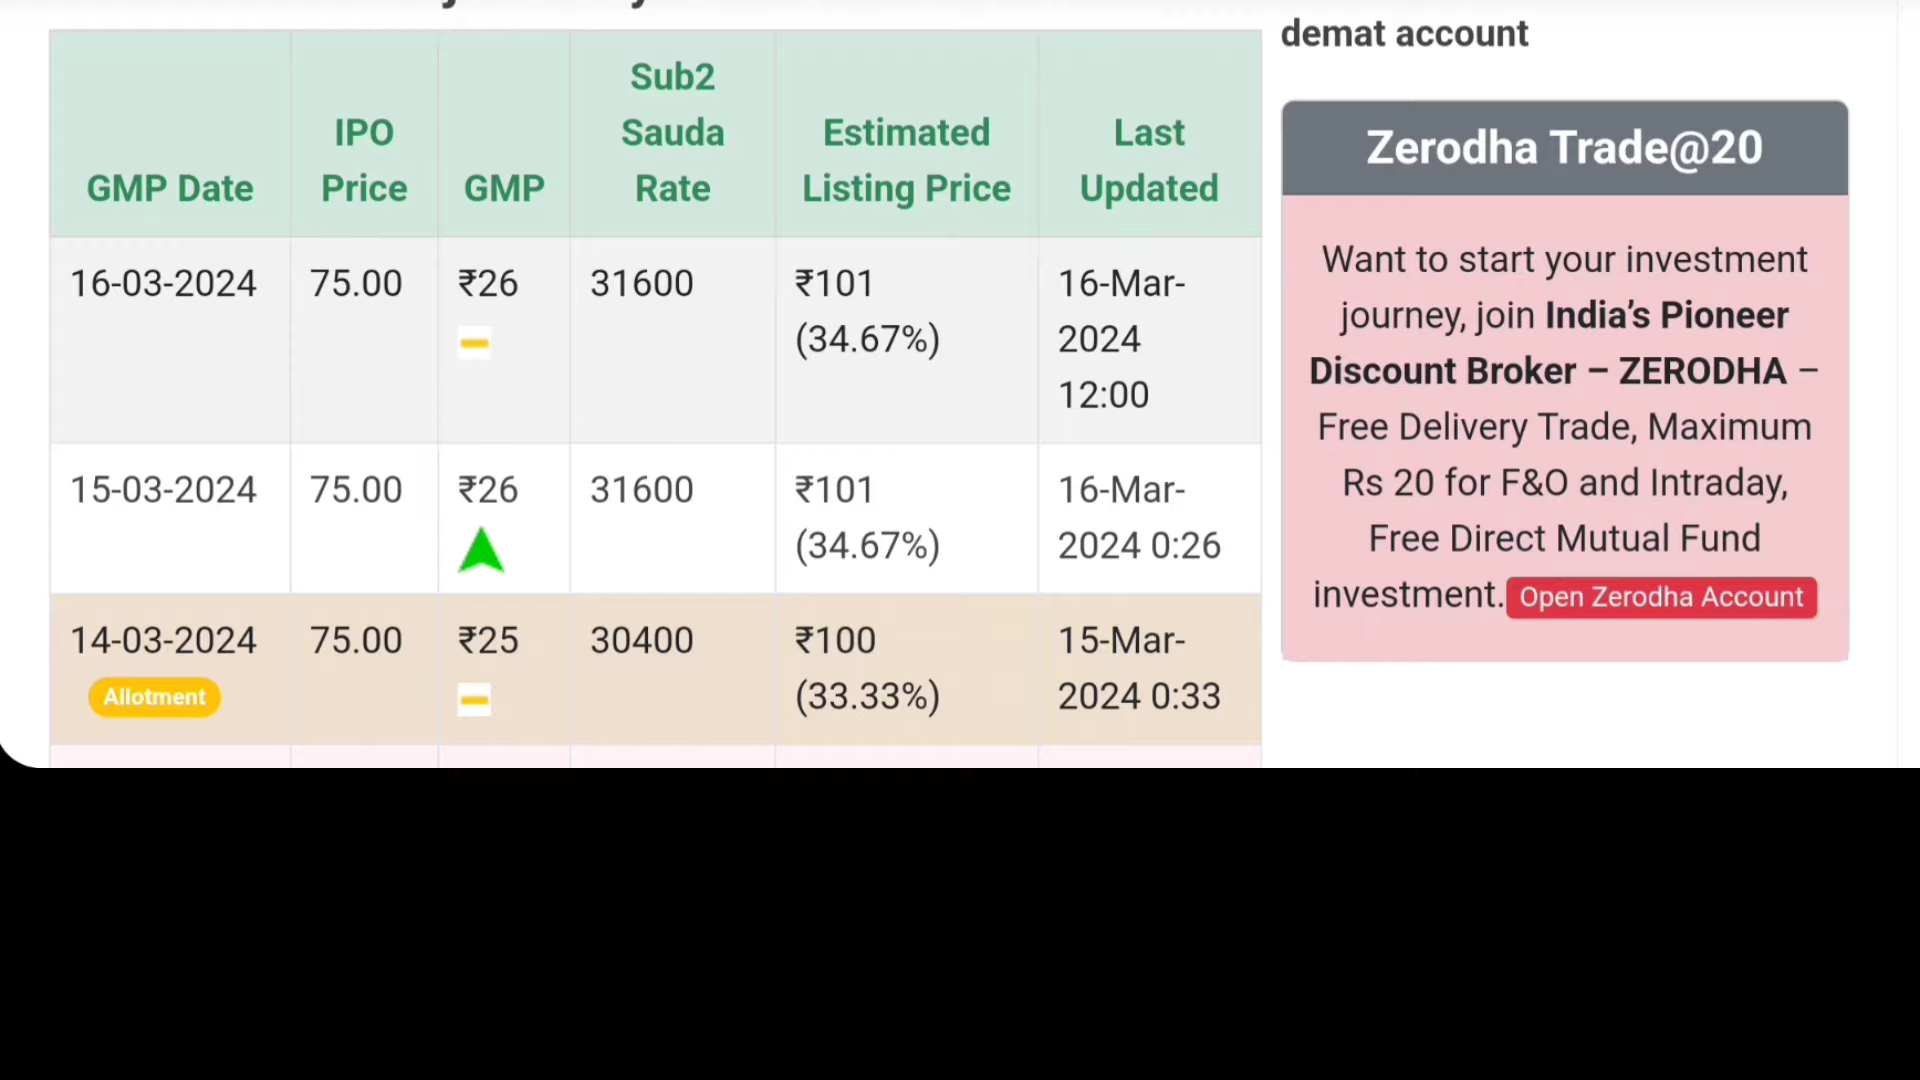 GMP Date
IPO
Price
GMP
Sub2
Sauda
Rate
Estimated
Listing Price
Last
Updated
16-03-2024
75.00
₹26
31600
₹101
(34.67%)
16-Mar-
2024
12:00
15-03-2024
75.00
₹26
31600
₹101
(34.67%)
16-Mar-
2024 0:26
14-03-2024
Allotment
75.00
₹25
30400
₹100
(33.33%)
15-Mar-
2024 0:33
demat account
Zerodha Trade@20
Want to start your investment
journey, join India’s Pioneer
Discount Broker – ZERODHA –
Free Delivery Trade, Maximum
Rs 20 for F&O and Intraday,
Free Direct Mutual Fund
investment. Open Zerodha Account